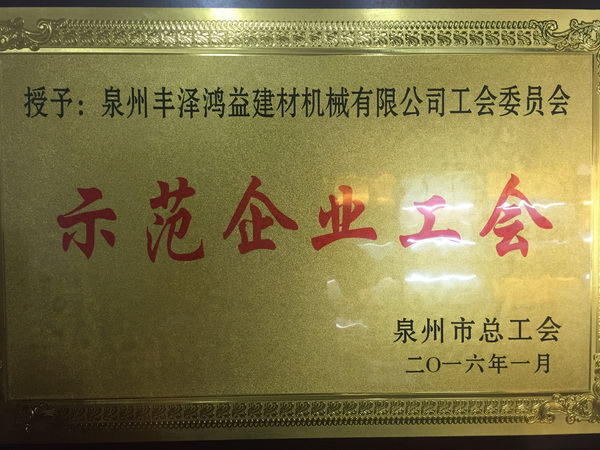 授予：泉州丰泽鸿益建材机械有限公司工会委员会
示范企业工会
泉州市总工会
二〇一六年一月